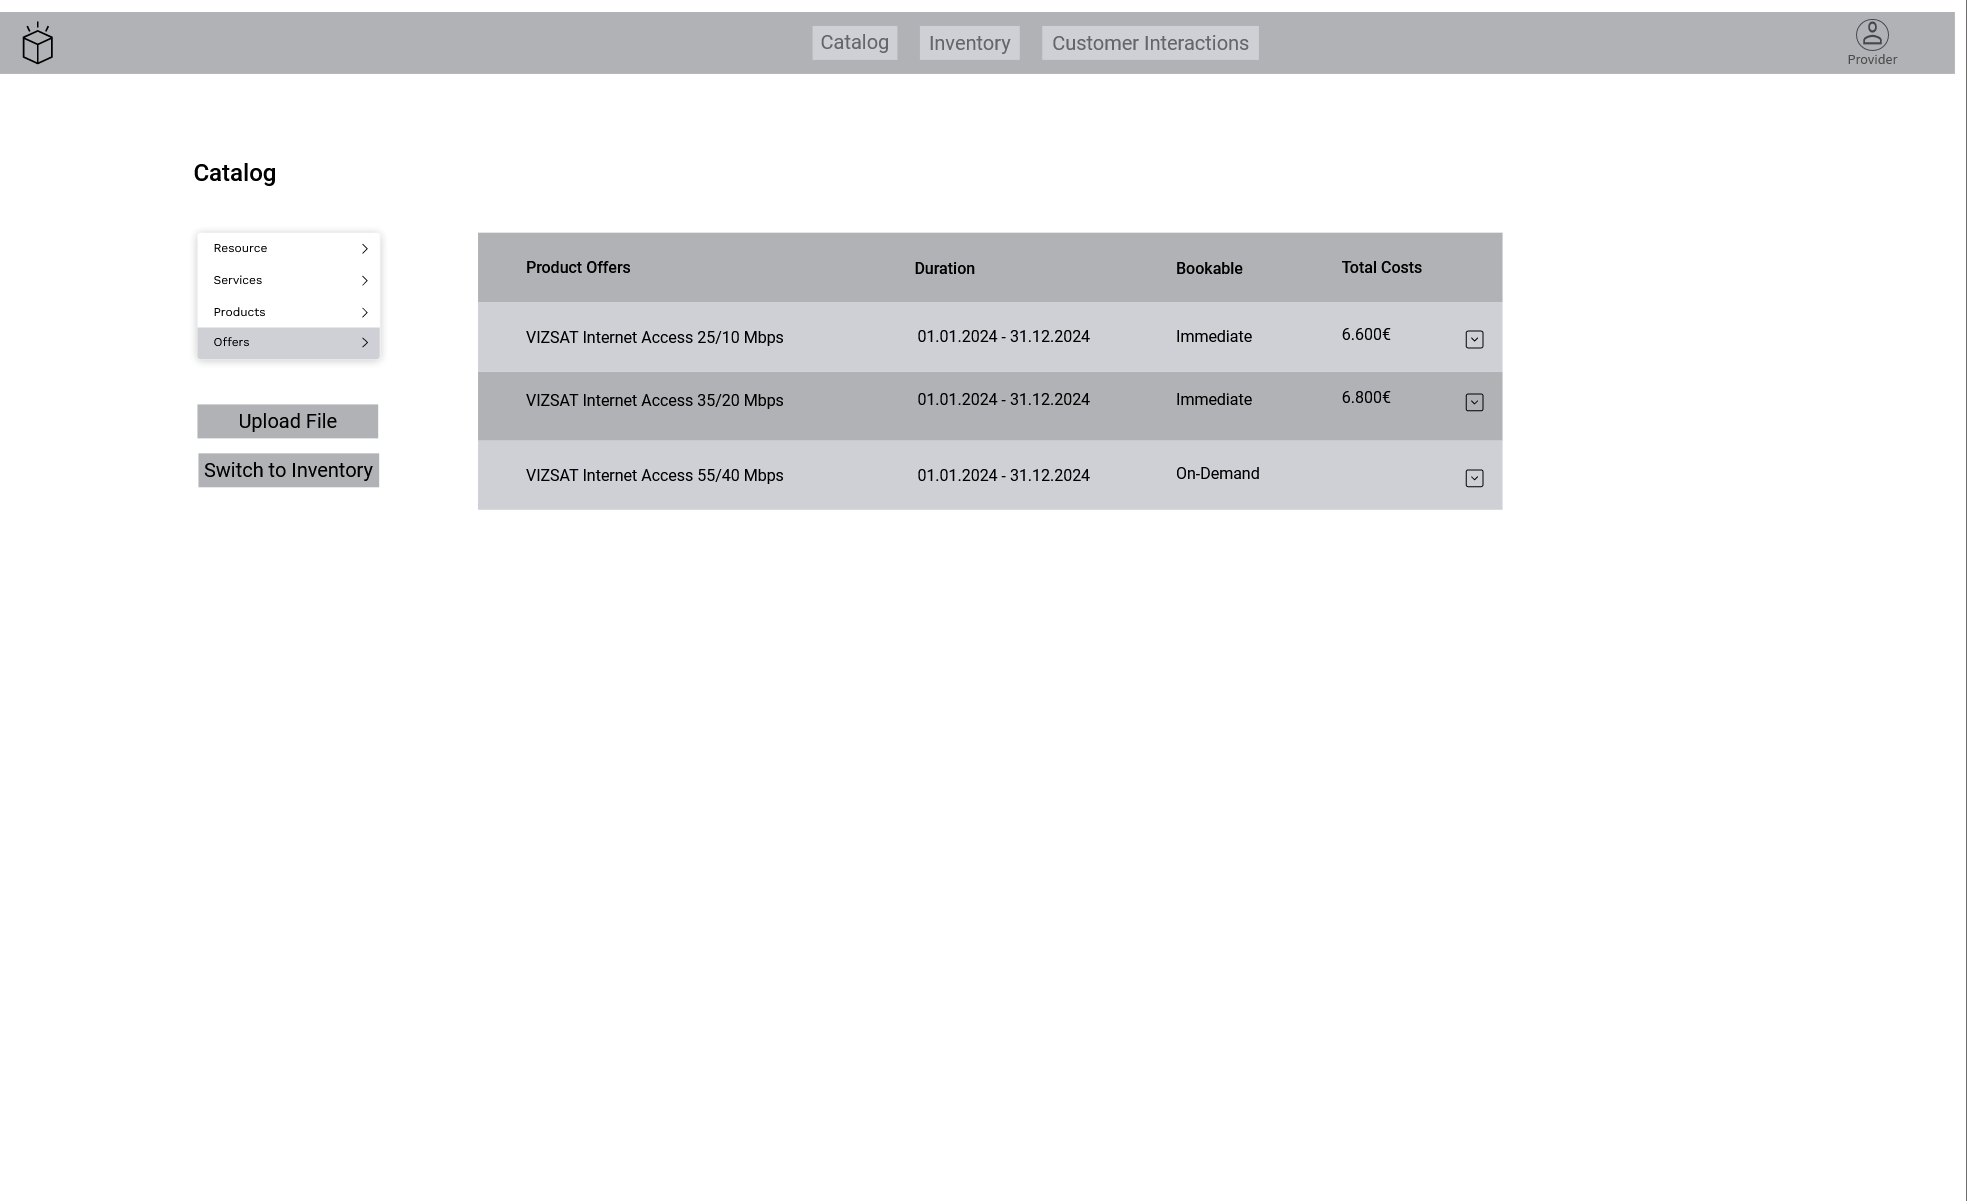 Catalog
Inventory
Customer Interactions
Provider
Catalog
Resource
Services
Products
Offers
Upload File
Switch to Inventory
Product Offers Duration Bookable Total Costs
VIZSAT Internet Access 25/10 Mbps 01.01.2024 - 31.12.2024 Immediate 6.600€
VIZSAT Internet Access 35/20 Mbps 01.01.2024 - 31.12.2024 Immediate 6.800€
VIZSAT Internet Access 55/40 Mbps 01.01.2024 - 31.12.2024 On-Demand